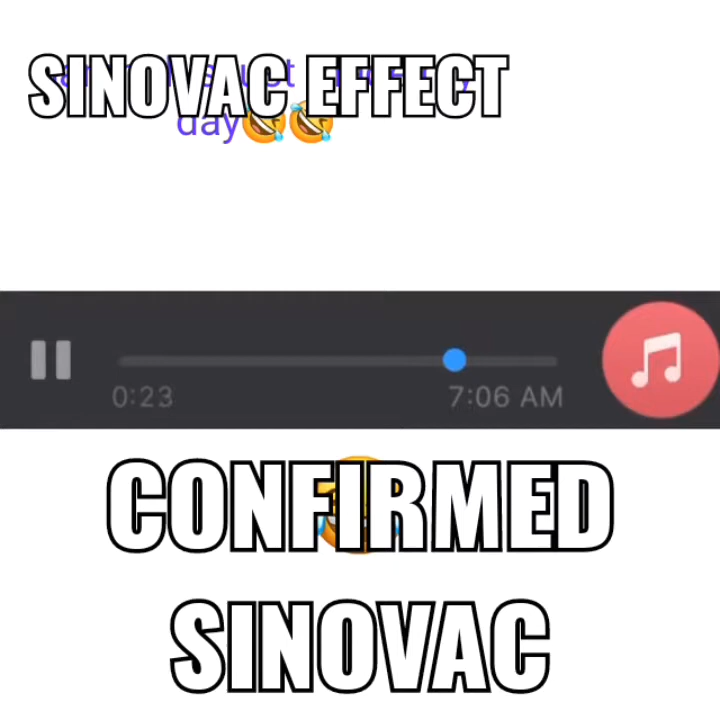 SINOVAC EFFECT
day🤣🤣
0:23 7:06 AM
CONFIRMED
SINOVAC